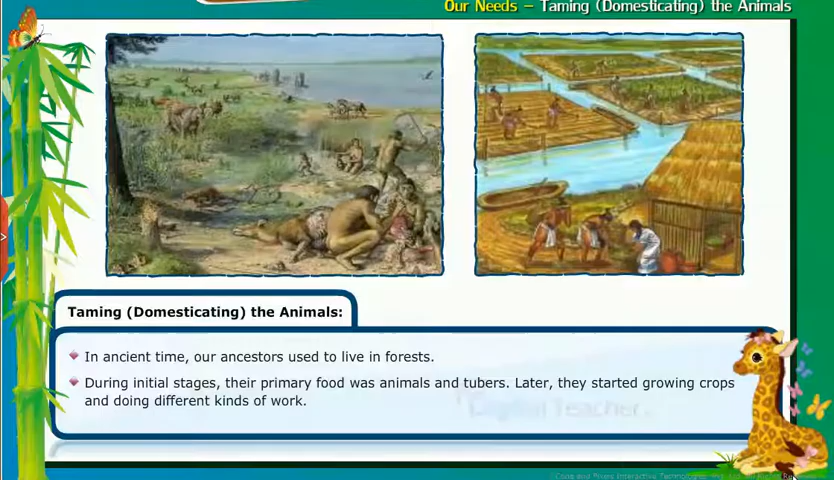 Our Needs – Taming (Domesticating) the Animals
Taming (Domesticating) the Animals:
In ancient time, our ancestors used to live in forests.
During initial stages, their primary food was animals and tubers. Later, they started growing crops
and doing different kinds of work.
Digital Teacher